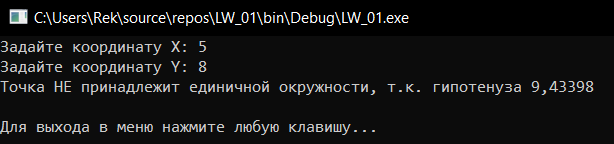 C:\Users\Rek\source\repos\LW_01\bin\Debug\LW_01.exe
Задайте координату X: 5
Задайте координату Y: 8
Точка НЕ принадлежит единичной окружности, т.к. гипотенуза 9,43398
Для выхода в меню нажмите любую клавишу...